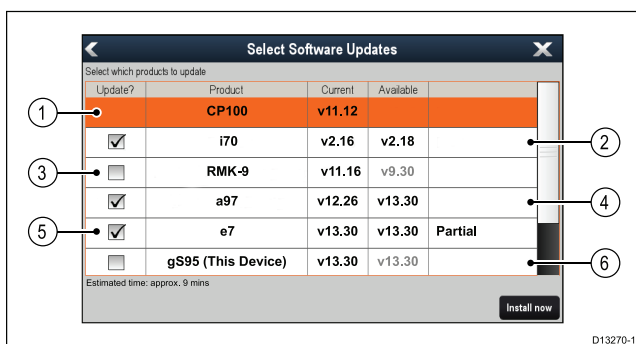 Select Software Updates
Select which products to update
Update? Product Current Available
1 CP100 v11.12
i70 v2.16 v2.18 2
3 RMK-9 v11.16 v9.30
a97 v12.26 v13.30 4
5 e7 v13.30 v13.30 Partial
gS95 (This Device) v13.30 v13.30 6
Estimated time: approx. 9 mins
Install now
D13270-1